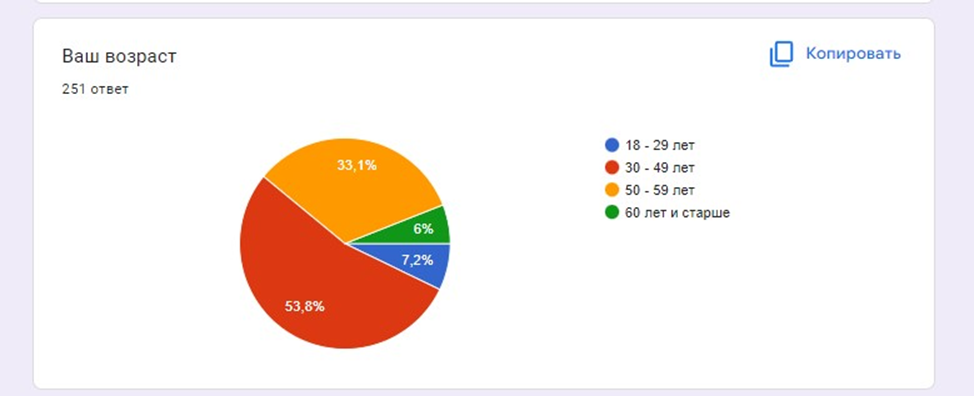 Ваш возраст
Копировать
251 ответ
33,1%
6%
7,2%
53,8%
18 - 29 лет
30 - 49 лет
50 - 59 лет
60 лет и старше